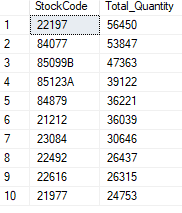 StockCode Total_Quantity
1 22197 56450
2 84077 53847
3 85099B 47363
4 85123A 39122
5 84879 36221
6 21212 36039
7 23084 30646
8 22492 26437
9 22616 26315
10 21977 24753